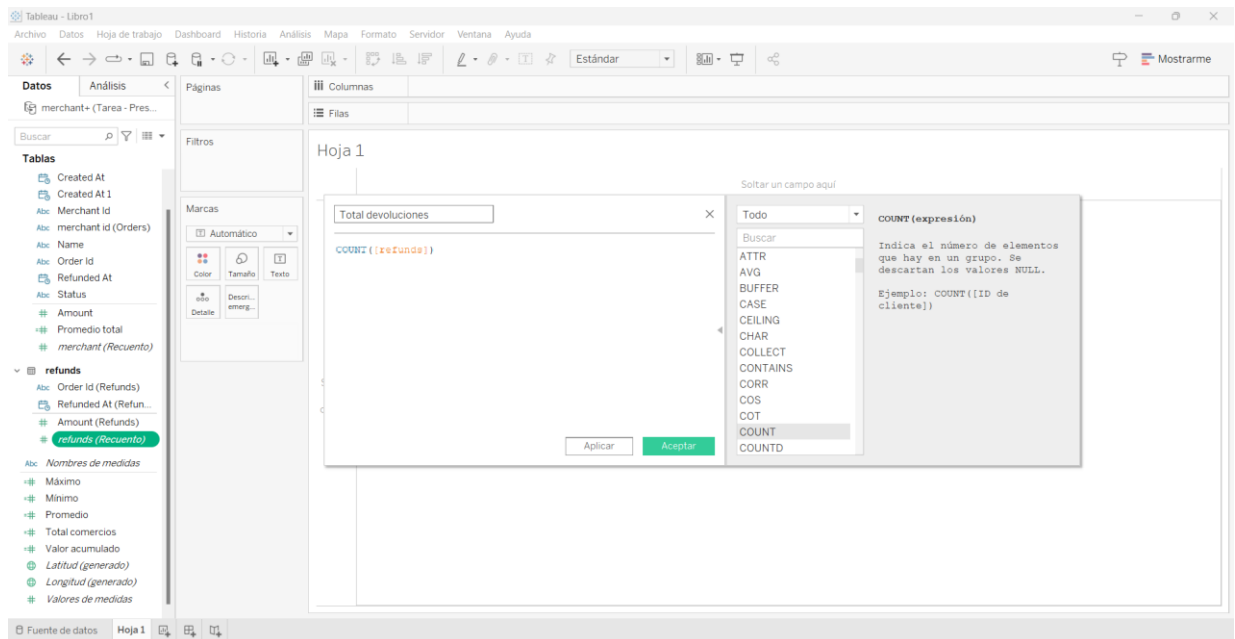 Tableau - Libro1
Archivo Datos Hoja de trabajo Dashboard Historia Análisis Mapa Formato Servidor Ventana Ayuda
Estándar
Mostrarme
Datos
Análisis
merchant+ (Tarea - Pres...
Buscar
Tablas
Created At
Created At 1
Abc Merchant Id
Abc merchant id (Orders)
Abc Name
Abc Order Id
Refunded At
Abc Status
# Amount
=# Promedio total
# merchant (Recuento)
refunds
Abc Order Id (Refunds)
Refunded At (Refun...
# Amount (Refunds)
# refunds (Recuento)
Abc Nombres de medidas
=# Máximo
=# Mínimo
=# Promedio
=# Total comercios
=# Valor acumulado
Latitud (generado)
Longitud (generado)
# Valores de medidas
Páginas
Filtros
Marcas
Automático
Color
Tamaño
Texto
Detalle
Descri...
emerg...
Columnas
Filas
Hoja 1
Soltar un campo aquí
Total devoluciones
COUNT([refunds])
Aplicar
Aceptar
Todo
Buscar
ATTR
AVG
BUFFER
CASE
CEILING
CHAR
COLLECT
CONTAINS
CORR
COS
COT
COUNT
COUNTD
COUNT(expresión)
Indica el número de elementos
que hay en un grupo. Se
descartan los valores NULL.
Ejemplo: COUNT([ID de
cliente])
Fuente de datos
Hoja 1